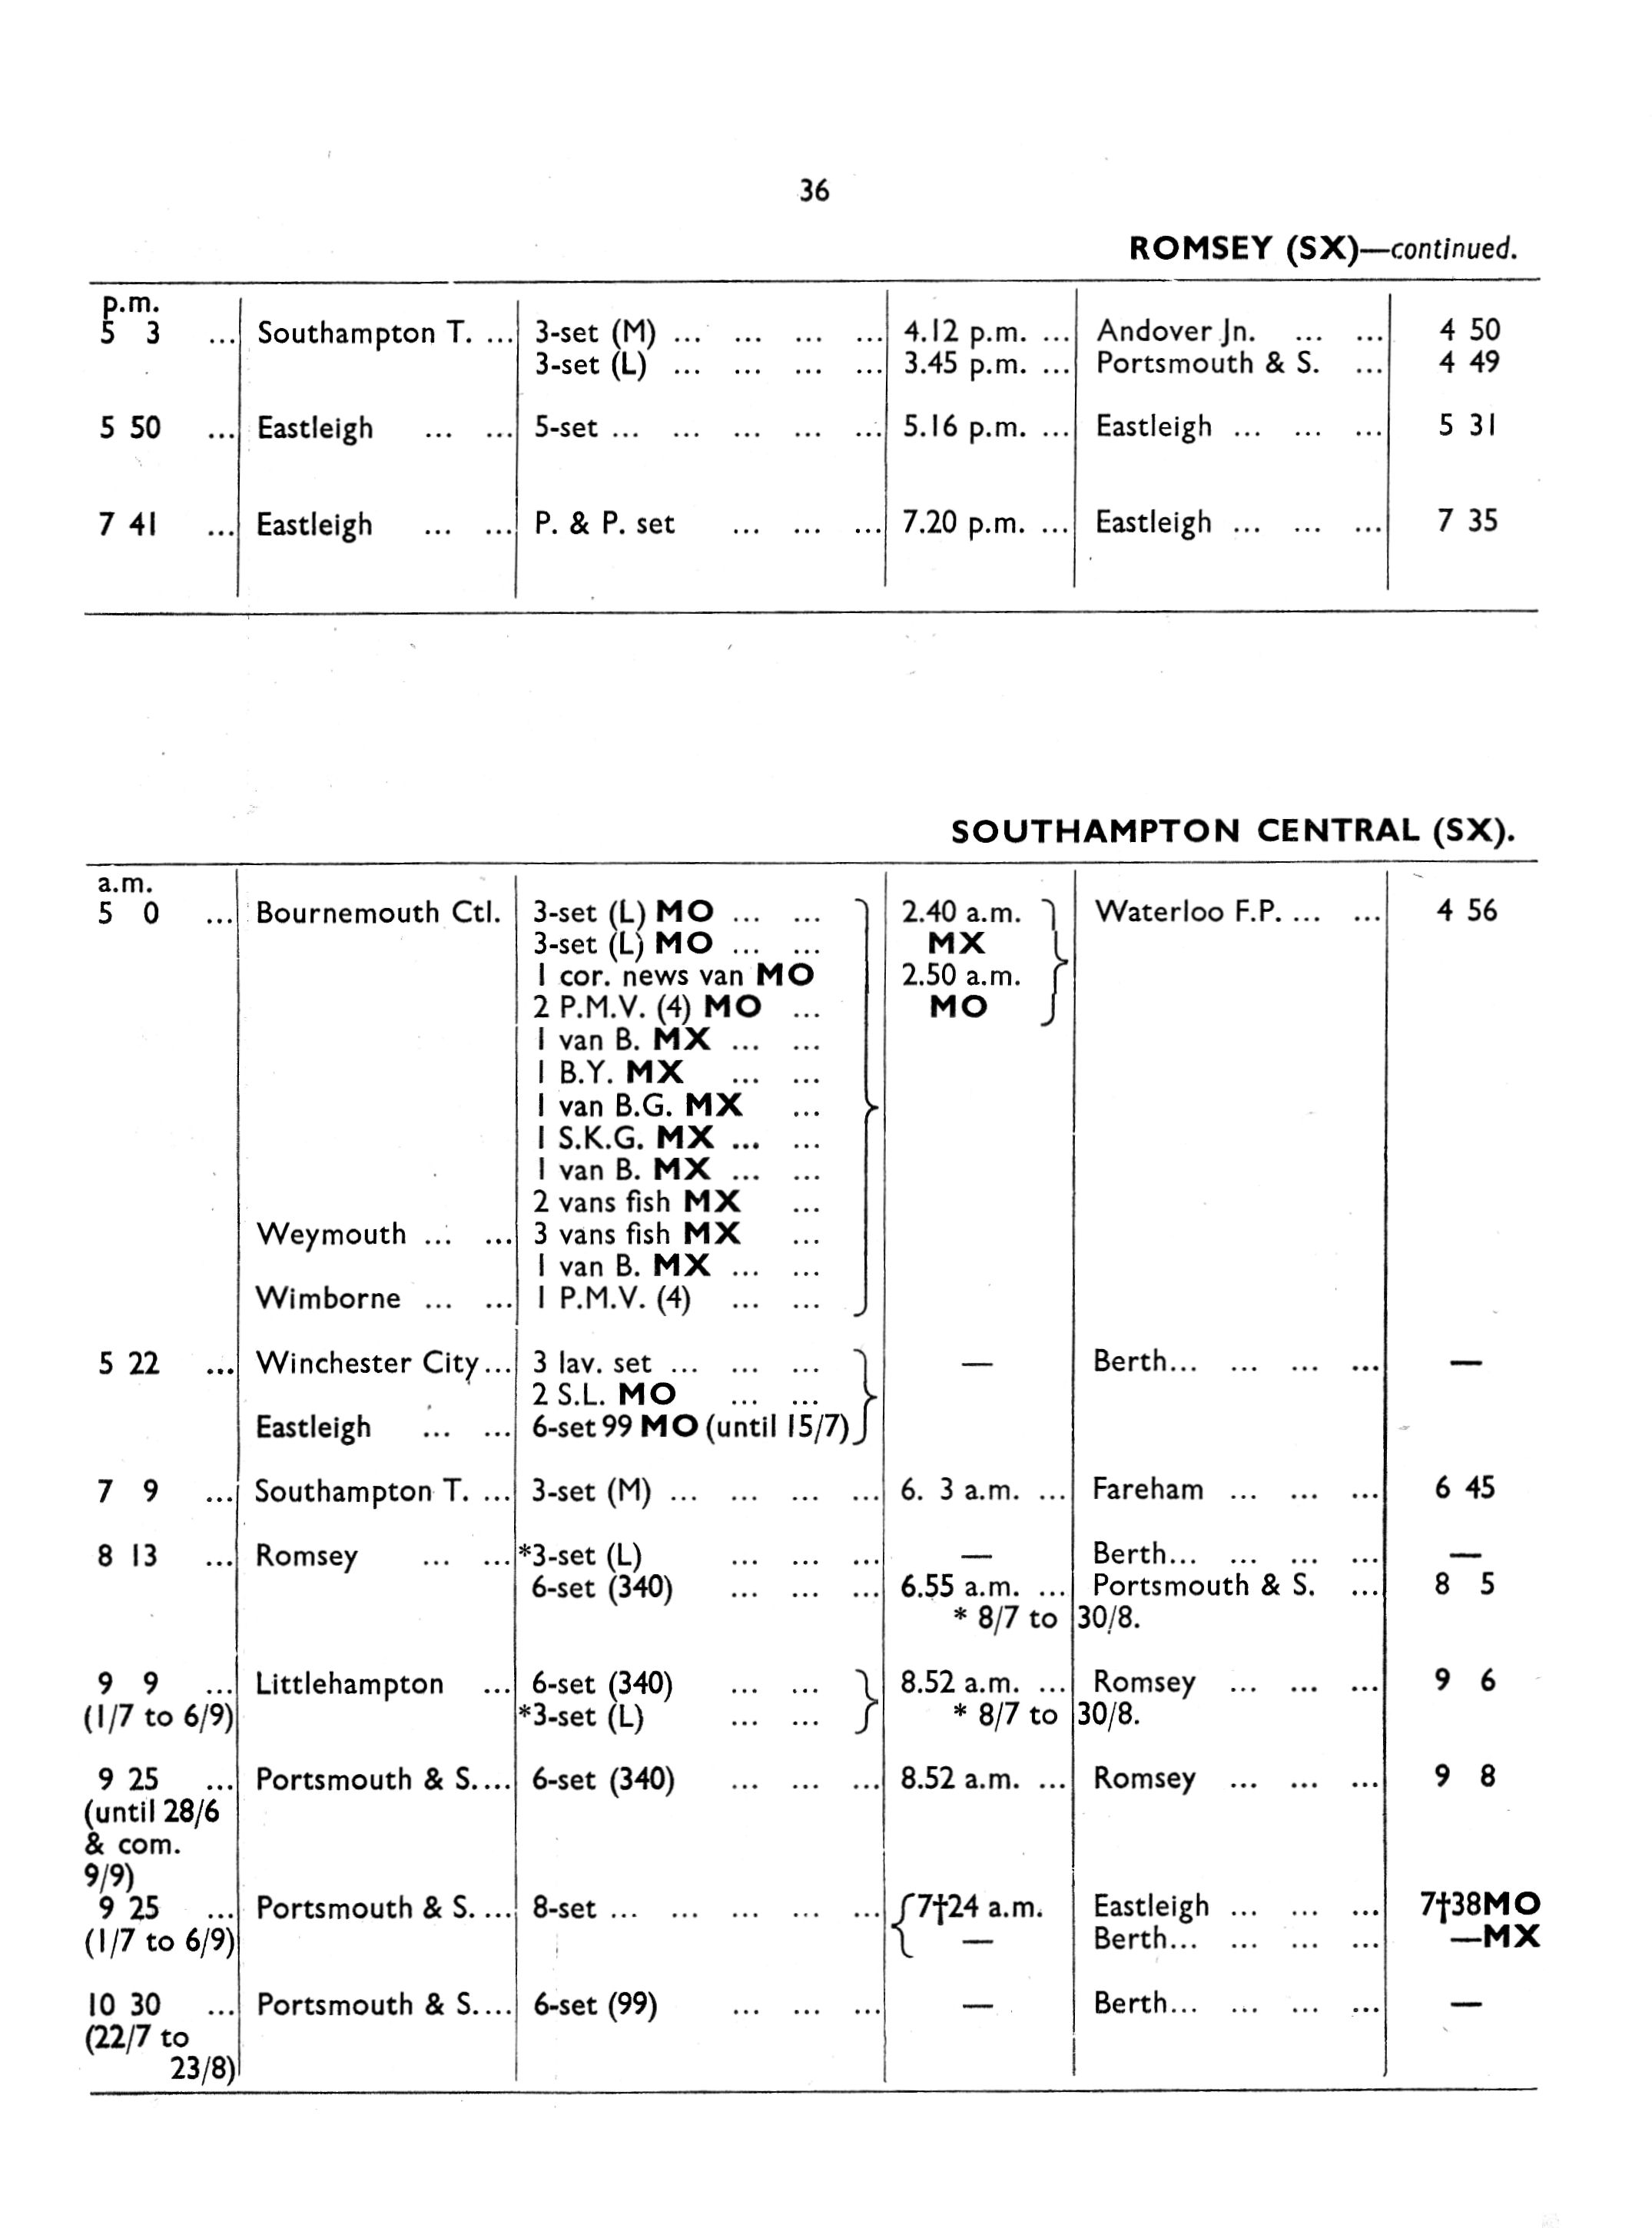 36
ROMSEY (SX)—continued.
p.m.
5 3 ... Southampton T. ... 3-set (M) ... ... ... ... 4.12 p.m. ... Andover Jn. ... ... 4 50
3-set (L) ... ... ... ... 3.45 p.m. ... Portsmouth & S. ... 4 49
5 50 ... Eastleigh ... ... 5-set ... ... ... ... ... 5.16 p.m. ... Eastleigh ... ... ... 5 31
7 41 ... Eastleigh ... ... P. & P. set ... ... ... 7.20 p.m. ... Eastleigh ... ... ... 7 35
SOUTHAMPTON CENTRAL (SX).
a.m.
5 0 ... Bournemouth Ctl. 3-set (L) MO ... ... 2.40 a.m. Waterloo F.P. ... ... 4 56
3-set (L) MO ... ... MX
1 cor. news van MO 2.50 a.m.
2 P.M.V. (4) MO ... MO
1 van B. MX ... ...
1 B.Y. MX ... ...
1 van B.G. MX ...
1 S.K.G. MX ... ...
1 van B. MX ... ...
2 vans fish MX ...
Weymouth ... ... 3 vans fish MX ...
1 van B. MX ... ...
Wimborne ... ... 1 P.M.V. (4) ... ...
5 22 ... Winchester City ... 3 lav. set ... ... ... — Berth... ... ... ... —
2 S.L. MO ... ...
Eastleigh ... ... 6-set 99 MO (until 15/7)
7 9 ... Southampton T. ... 3-set (M) ... ... ... ... 6. 3 a.m. ... Fareham ... ... ... 6 45
8 13 ... Romsey ... ... *3-set (L) ... ... ... — Berth... ... ... ... —
6-set (340) ... ... ... 6.55 a.m. ... Portsmouth & S. ... 8 5
* 8/7 to 30/8.
9 9 ... Littlehampton ... 6-set (340) ... ... 8.52 a.m. ... Romsey ... ... ... 9 6
(1/7 to 6/9) *3-set (L) ... ... * 8/7 to 30/8.
9 25 ... Portsmouth & S.... 6-set (340) ... ... ... 8.52 a.m. ... Romsey ... ... ... 9 8
(until 28/6
& com.
9/9)
9 25 ... Portsmouth & S. ... 8-set ... ... ... ... ... 7†24 a.m. Eastleigh ... ... ... 7†38MO
(1/7 to 6/9) — Berth... ... ... ... —MX
10 30 ... Portsmouth & S.... 6-set (99) ... ... ... — Berth... ... ... ... —
(22/7 to
23/8)